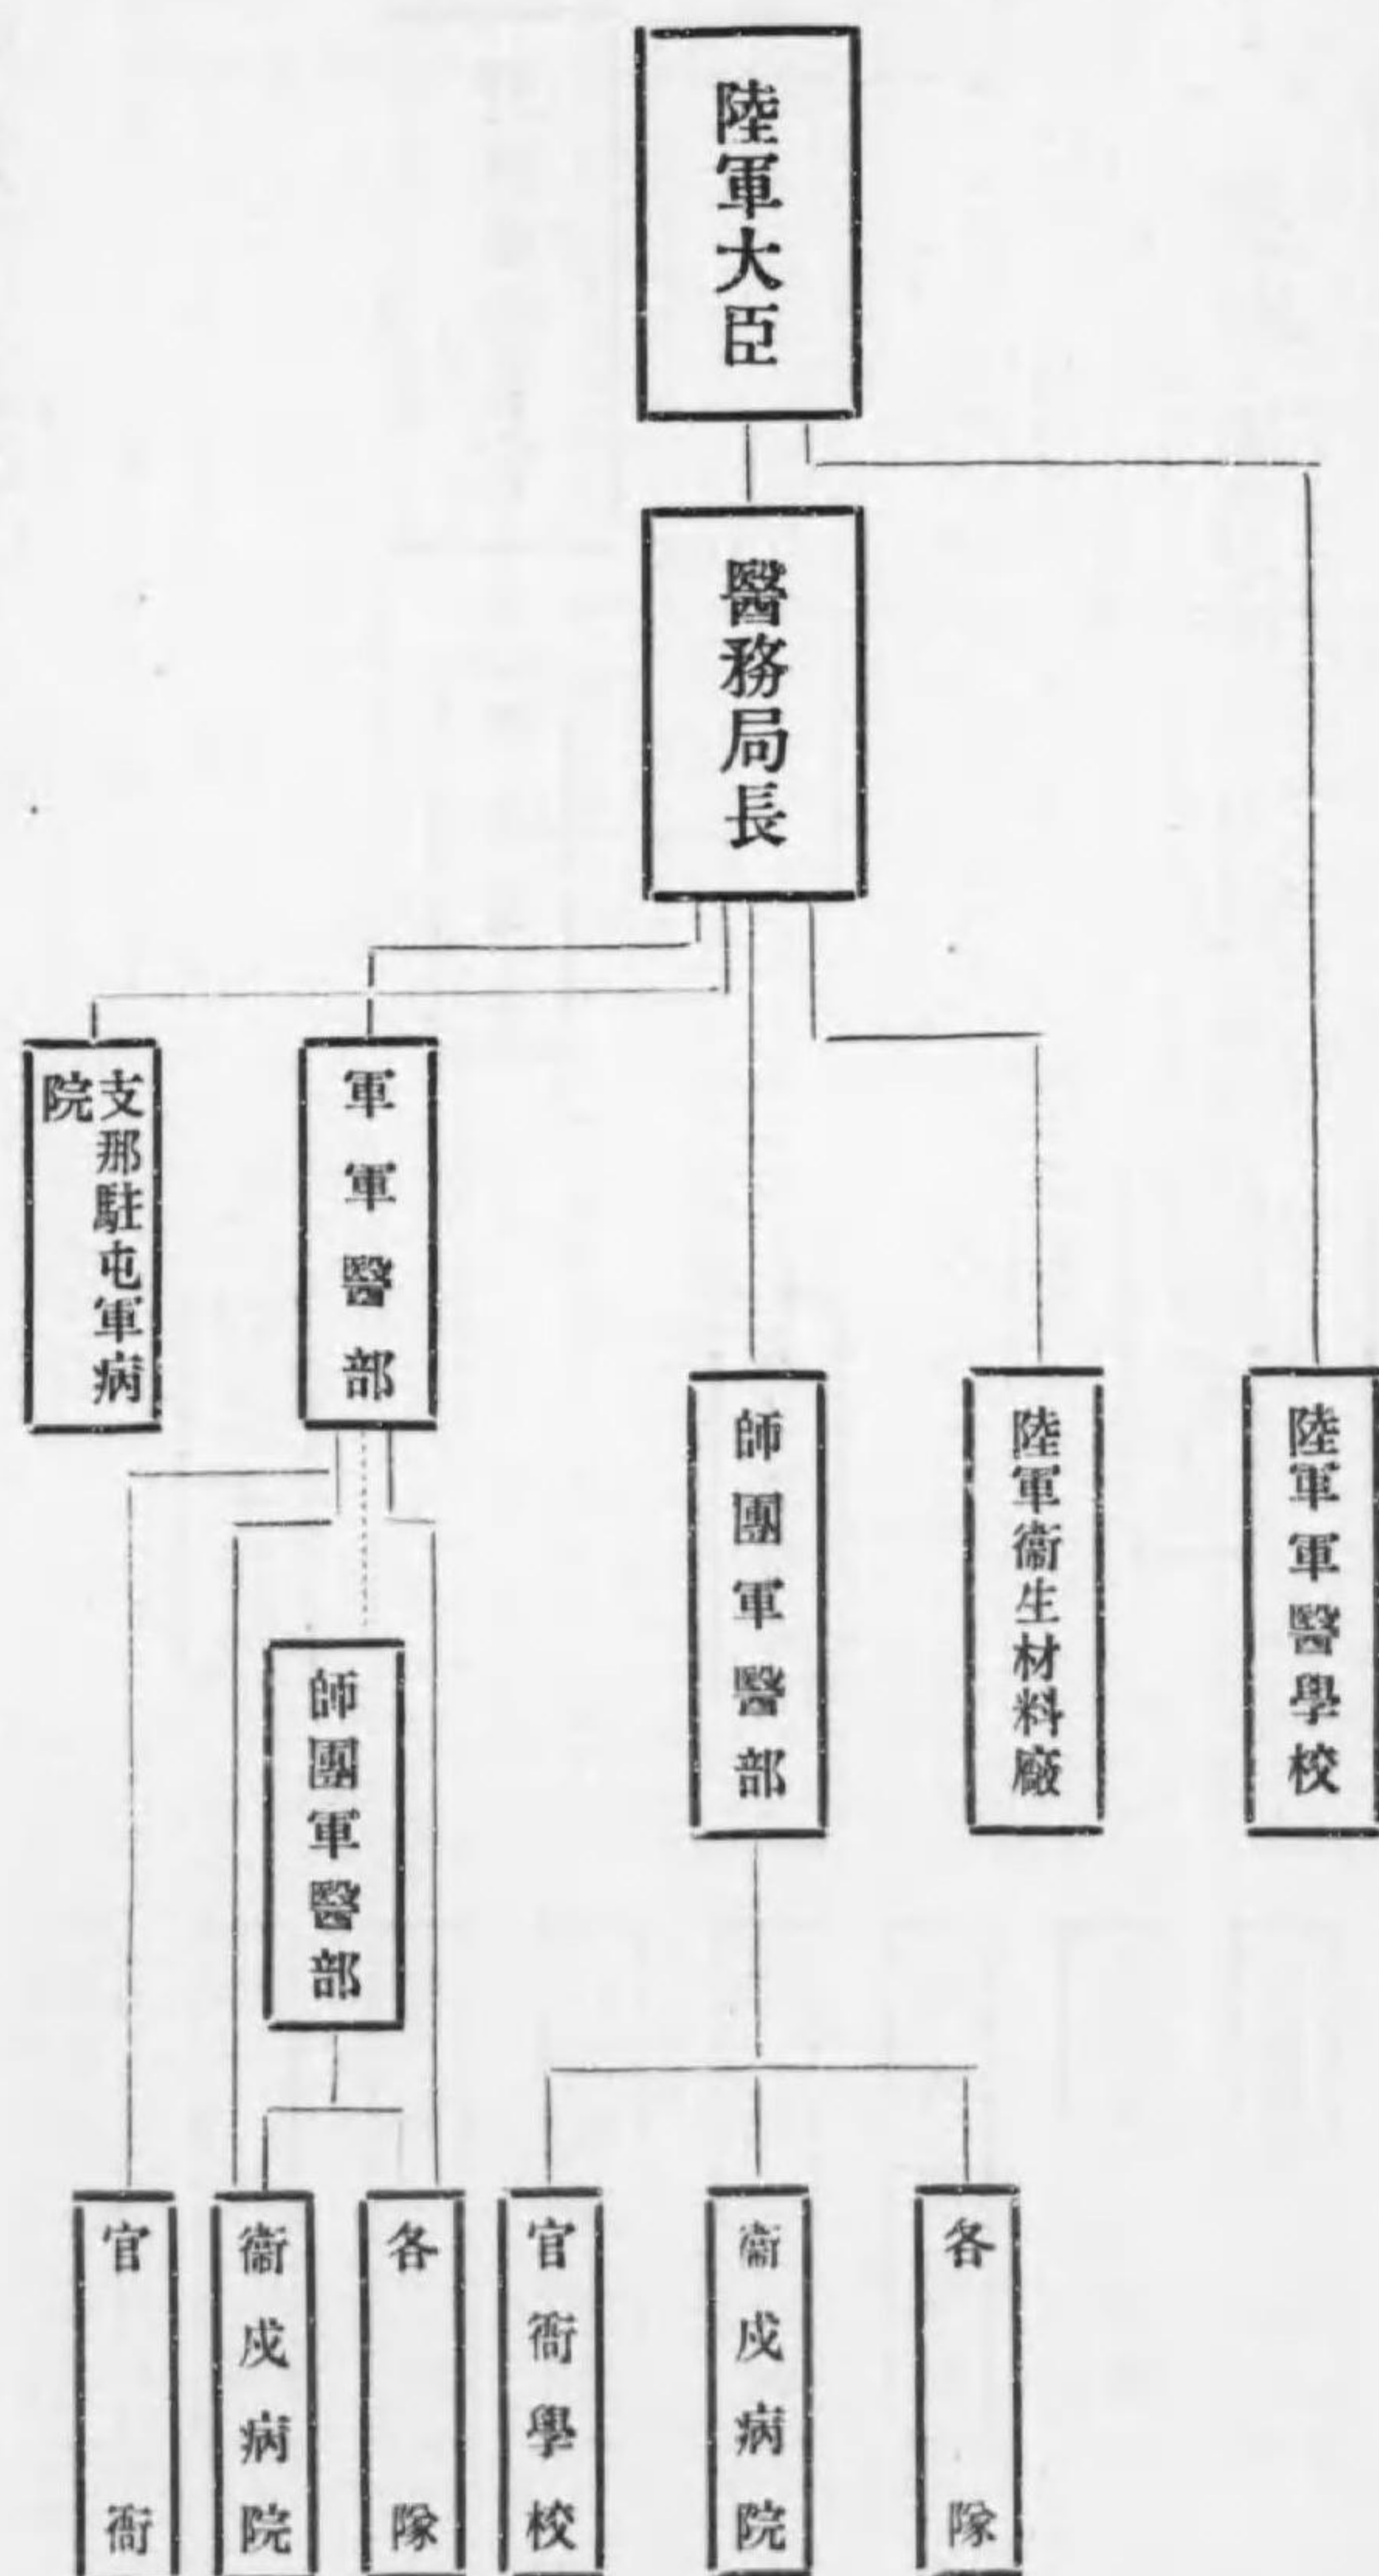 陸軍大臣
醫務局長
陸軍軍醫學校
陸軍衞生材料廠
師團軍醫部
軍軍醫部
支那駐屯軍病
院
師團軍醫部
各隊
衞戍病院
官衙學校
各隊
衞戍病院
官衙